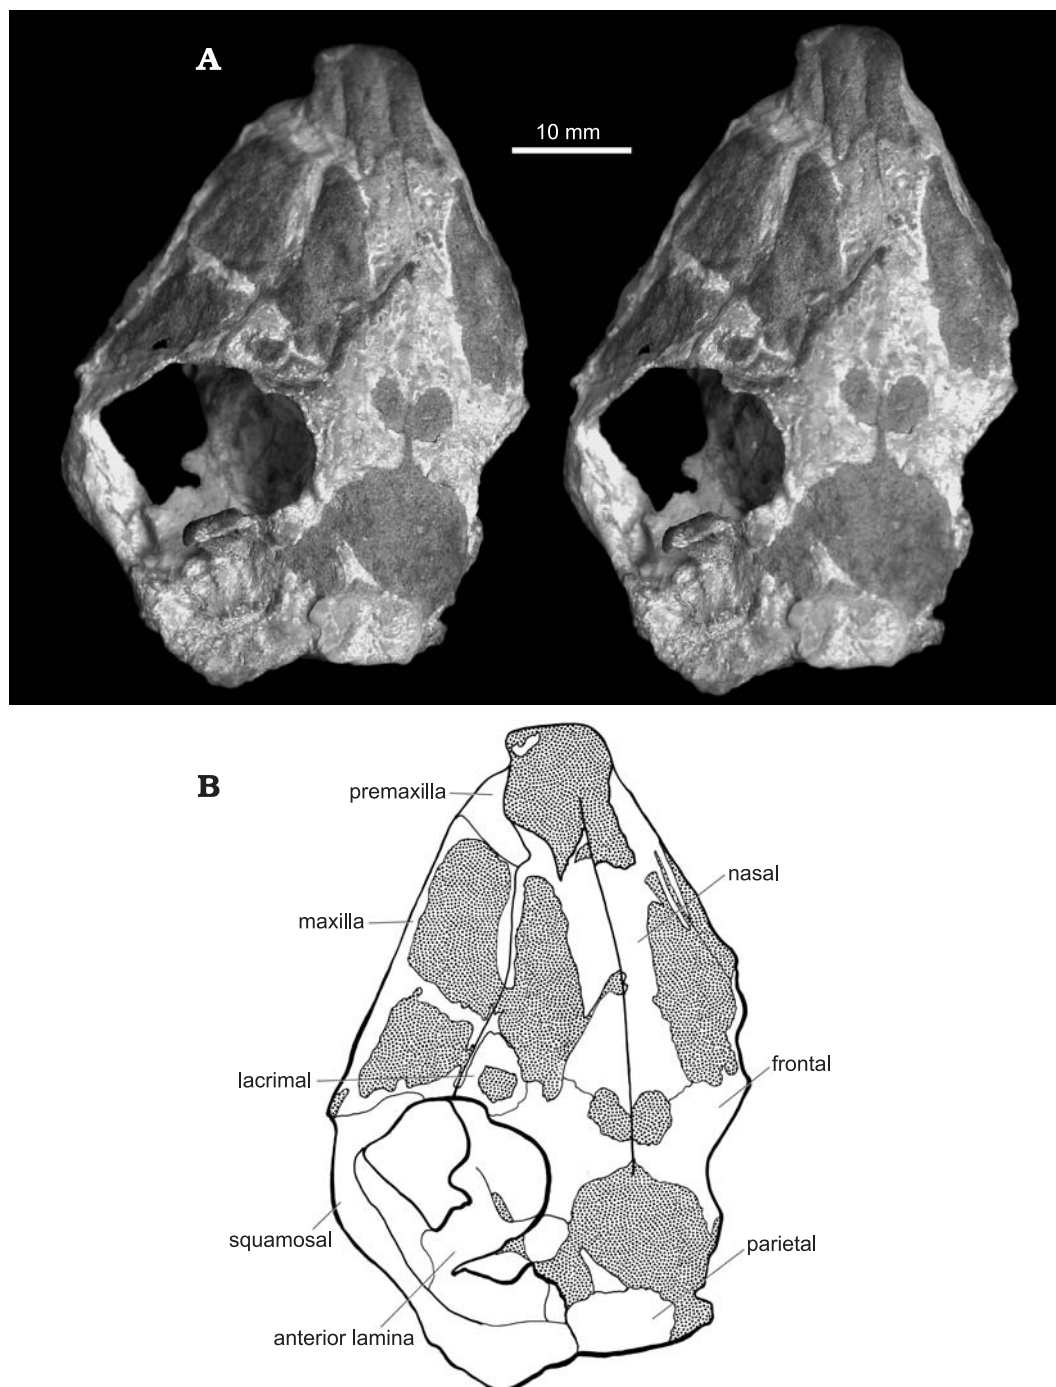 A
10 mm
B
premaxilla
nasal
maxilla
frontal
lacrimal
squamosal
parietal
anterior lamina